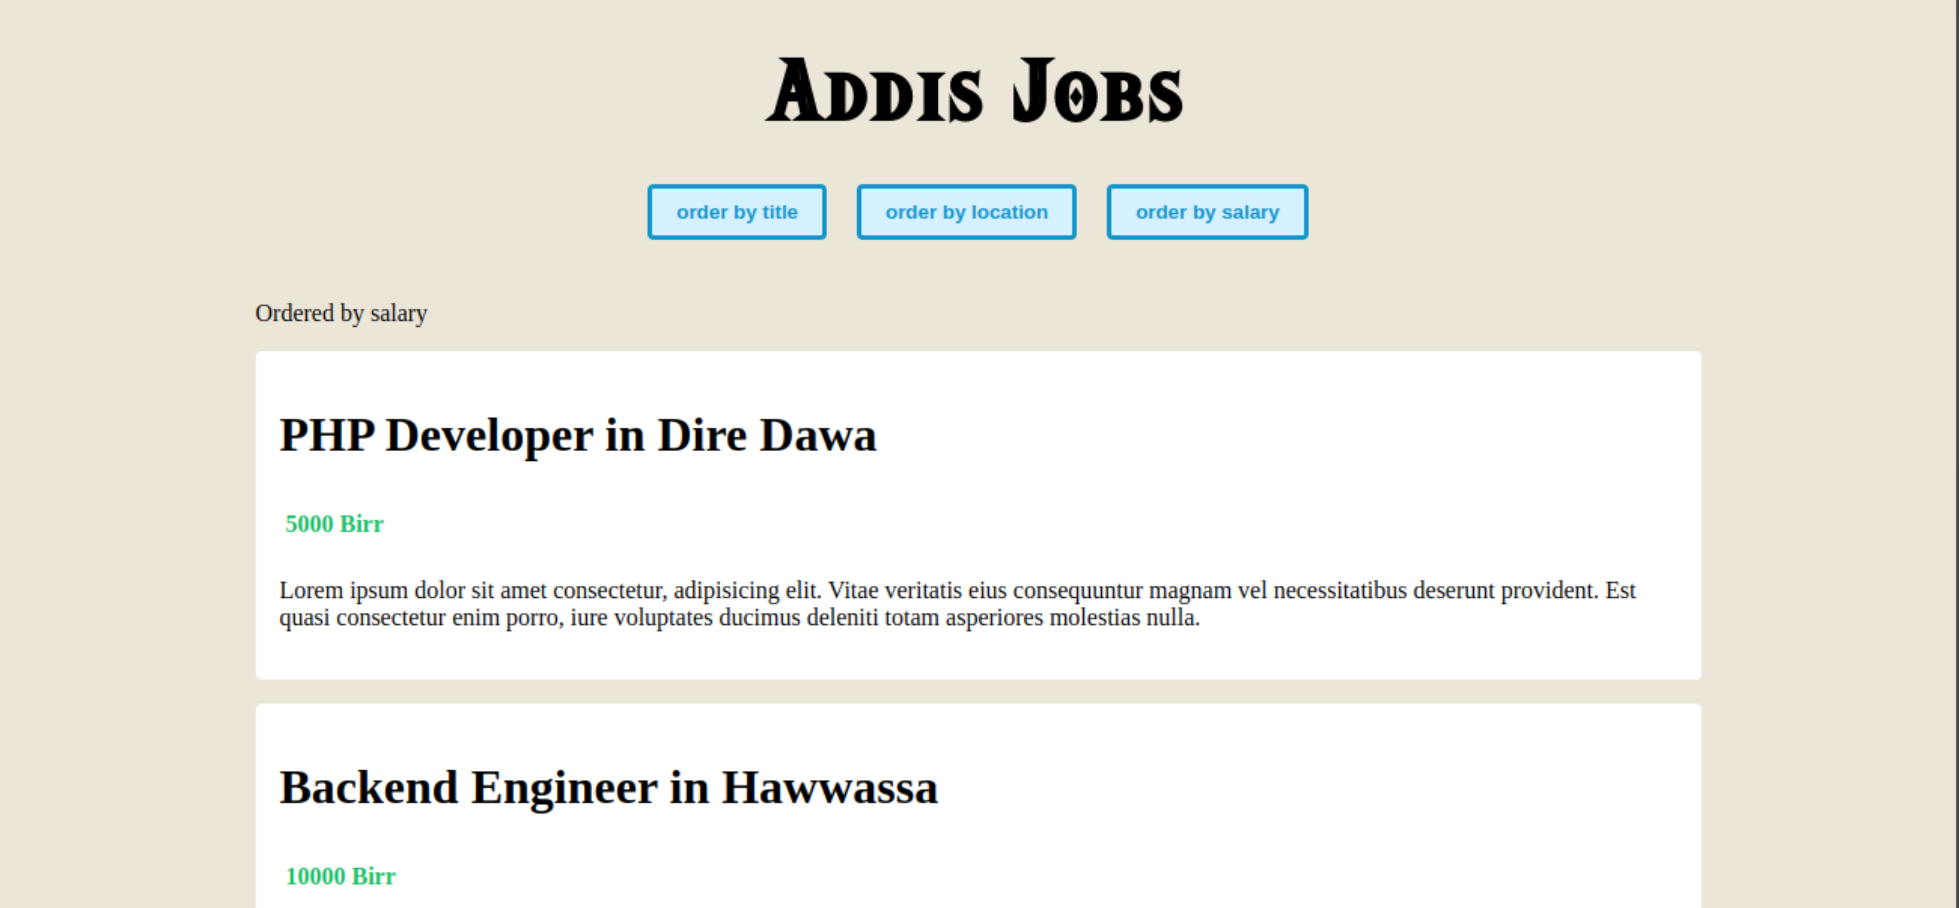 Addis Jobs
order by title
order by location
order by salary
Ordered by salary
PHP Developer in Dire Dawa
5000 Birr
Lorem ipsum dolor sit amet consectetur, adipisicing elit. Vitae veritatis eius consequuntur magnam vel necessitatibus deserunt provident. Est
quasi consectetur enim porro, iure voluptates ducimus deleniti totam asperiores molestias nulla.
Backend Engineer in Hawwassa
10000 Birr